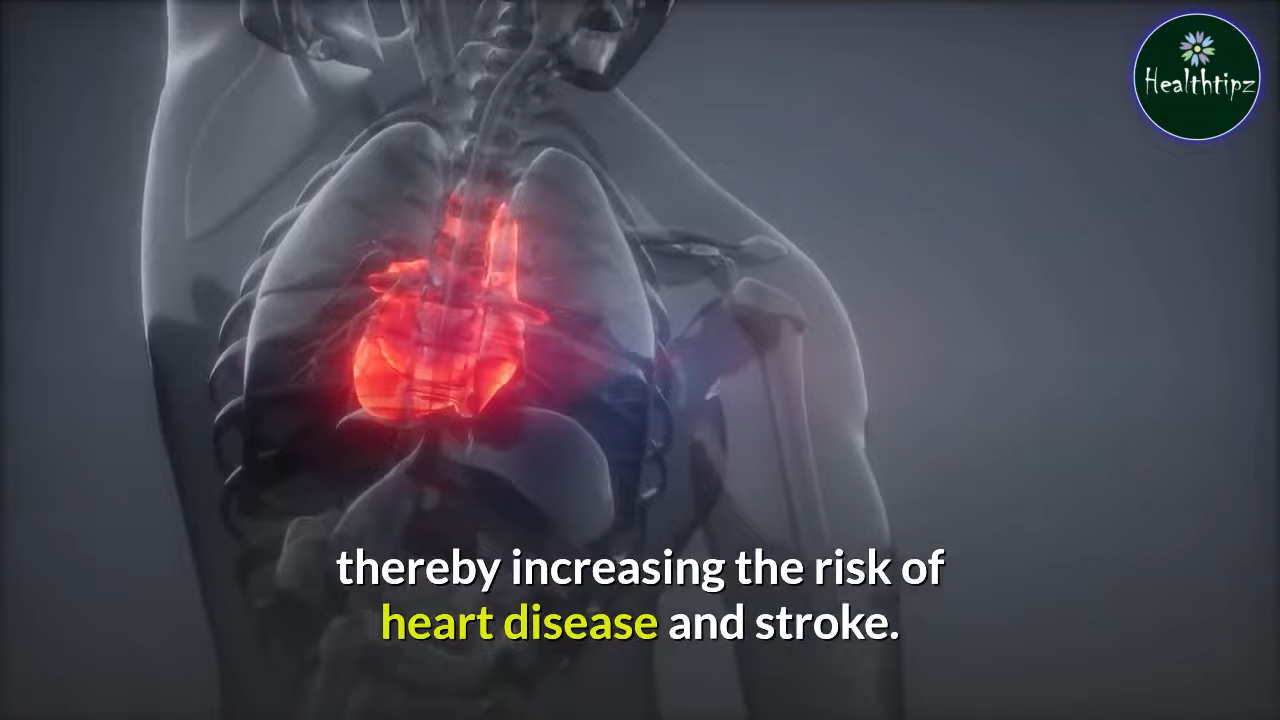 Healthtipz
thereby increasing the risk of
heart disease and stroke.